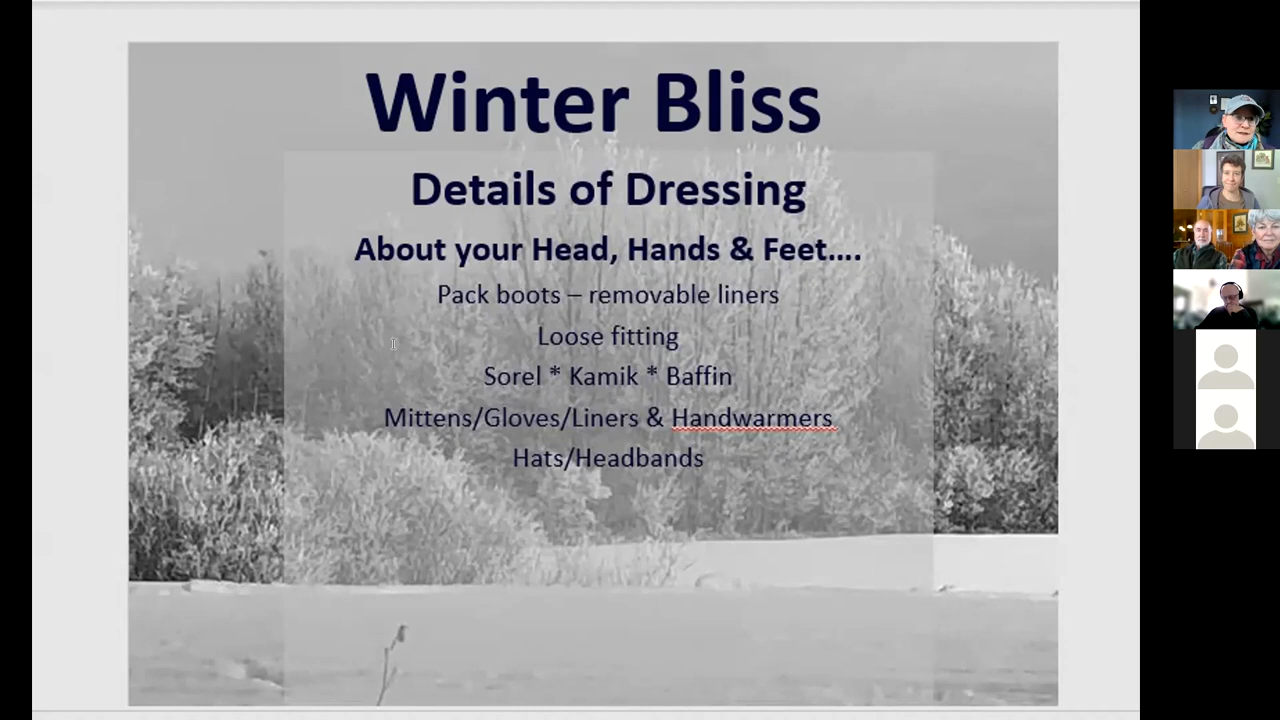 Winter Bliss
Details of Dressing
About your Head, Hands & Feet....
Pack boots – removable liners
Loose fitting
Sorel * Kamik * Baffin
Mittens/Gloves/Liners & Handwarmers
Hats/Headbands